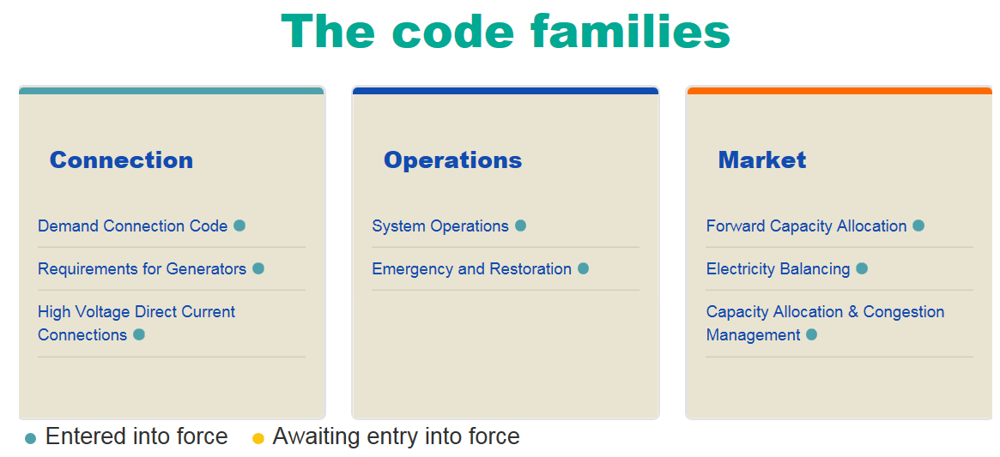 The code families
Connection
Demand Connection Code
Requirements for Generators
High Voltage Direct Current
Connections
Operations
System Operations
Emergency and Restoration
Market
Forward Capacity Allocation
Electricity Balancing
Capacity Allocation & Congestion
Management
Entered into force
Awaiting entry into force